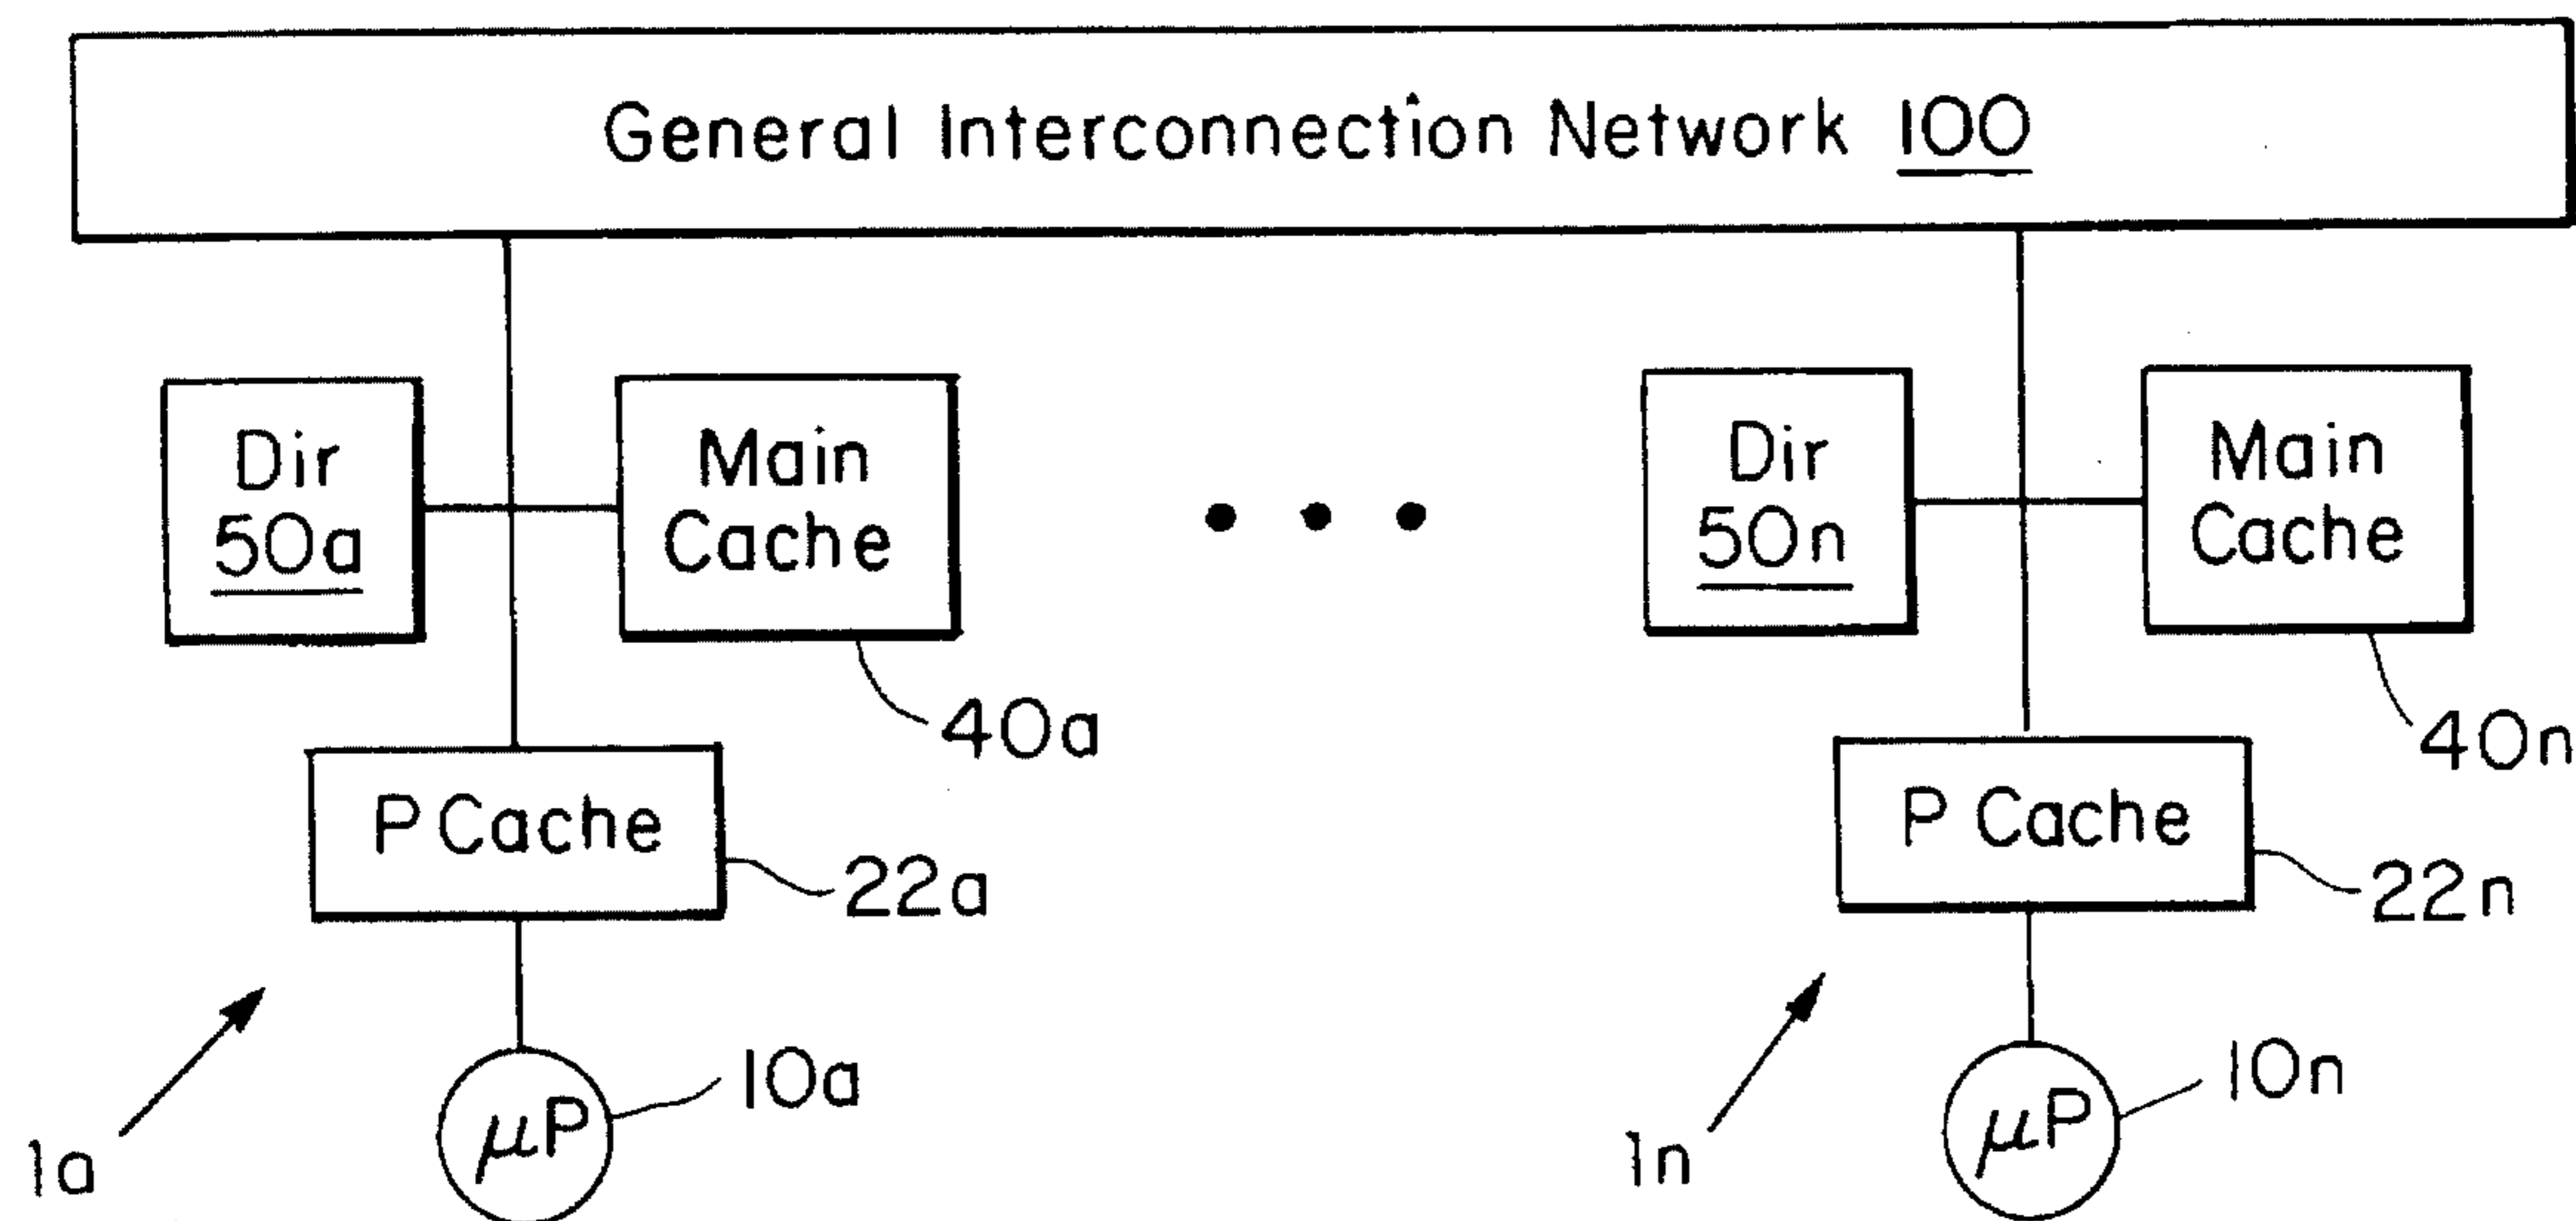 General Interconnection Network 100
Dir
50a
Main
Cache
40a
P Cache
22a
μP
10a
1a
Dir
50n
Main
Cache
40n
P Cache
22n
μP
10n
1n